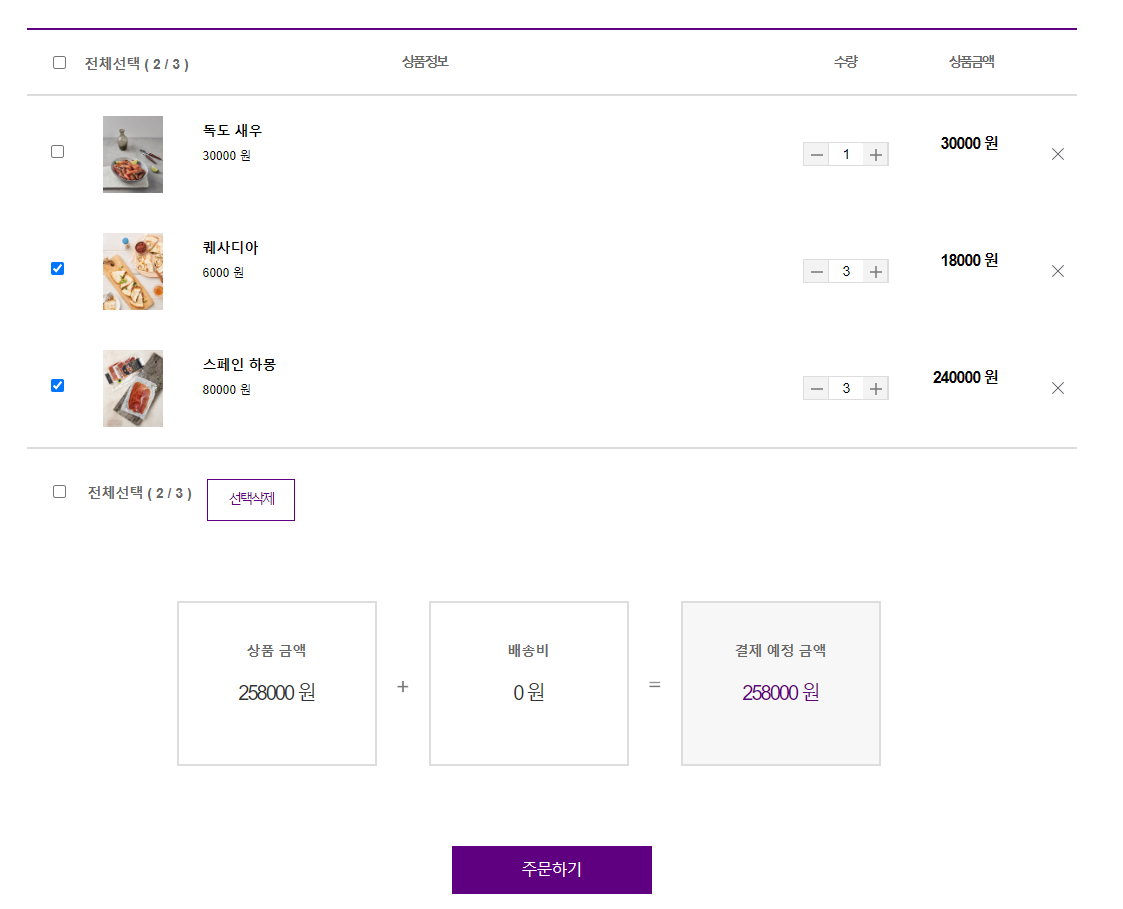 전체선택 ( 2 / 3 ) 상품정보 수량 상품금액
독도 새우
30000 원
1
30000 원
퀘사디아
6000 원
3
18000 원
스페인 하몽
80000 원
3
240000 원
전체선택 ( 2 / 3 ) 선택삭제
상품 금액
258000 원
+
배송비
0 원
=
결제 예정 금액
258000 원
주문하기